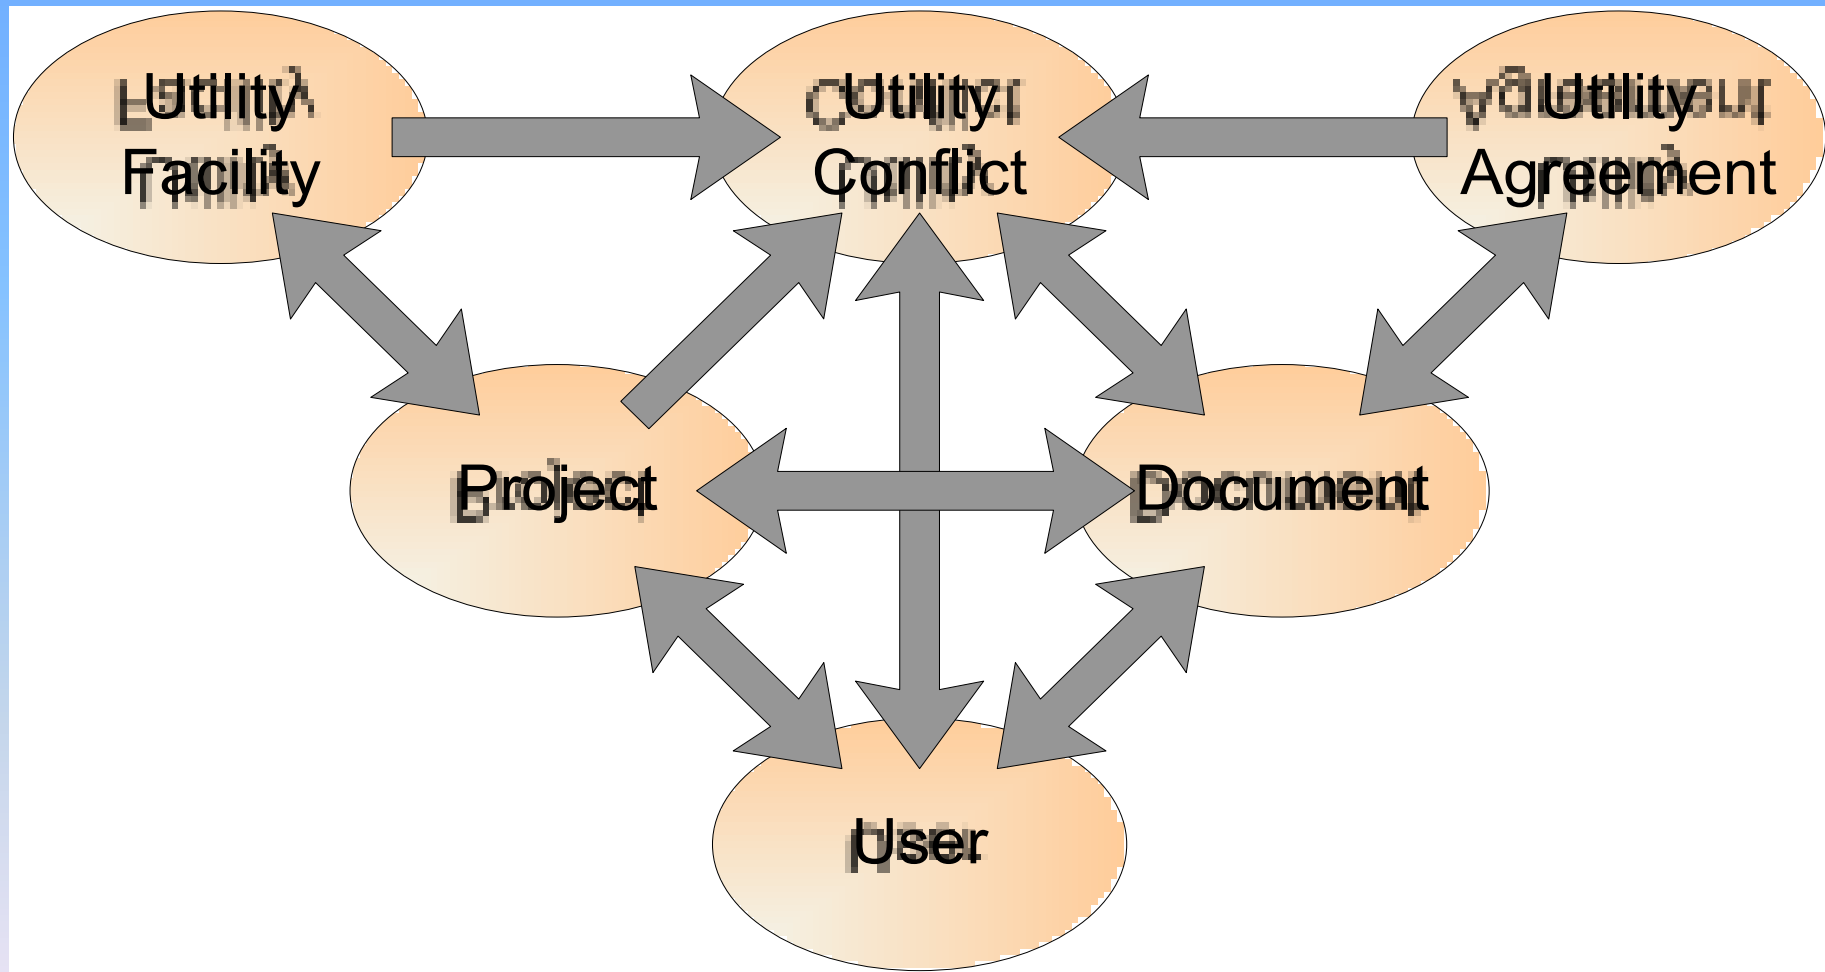 Utility
Facility
Utility
Conflict
Utility
Agreement
Project
Document
User